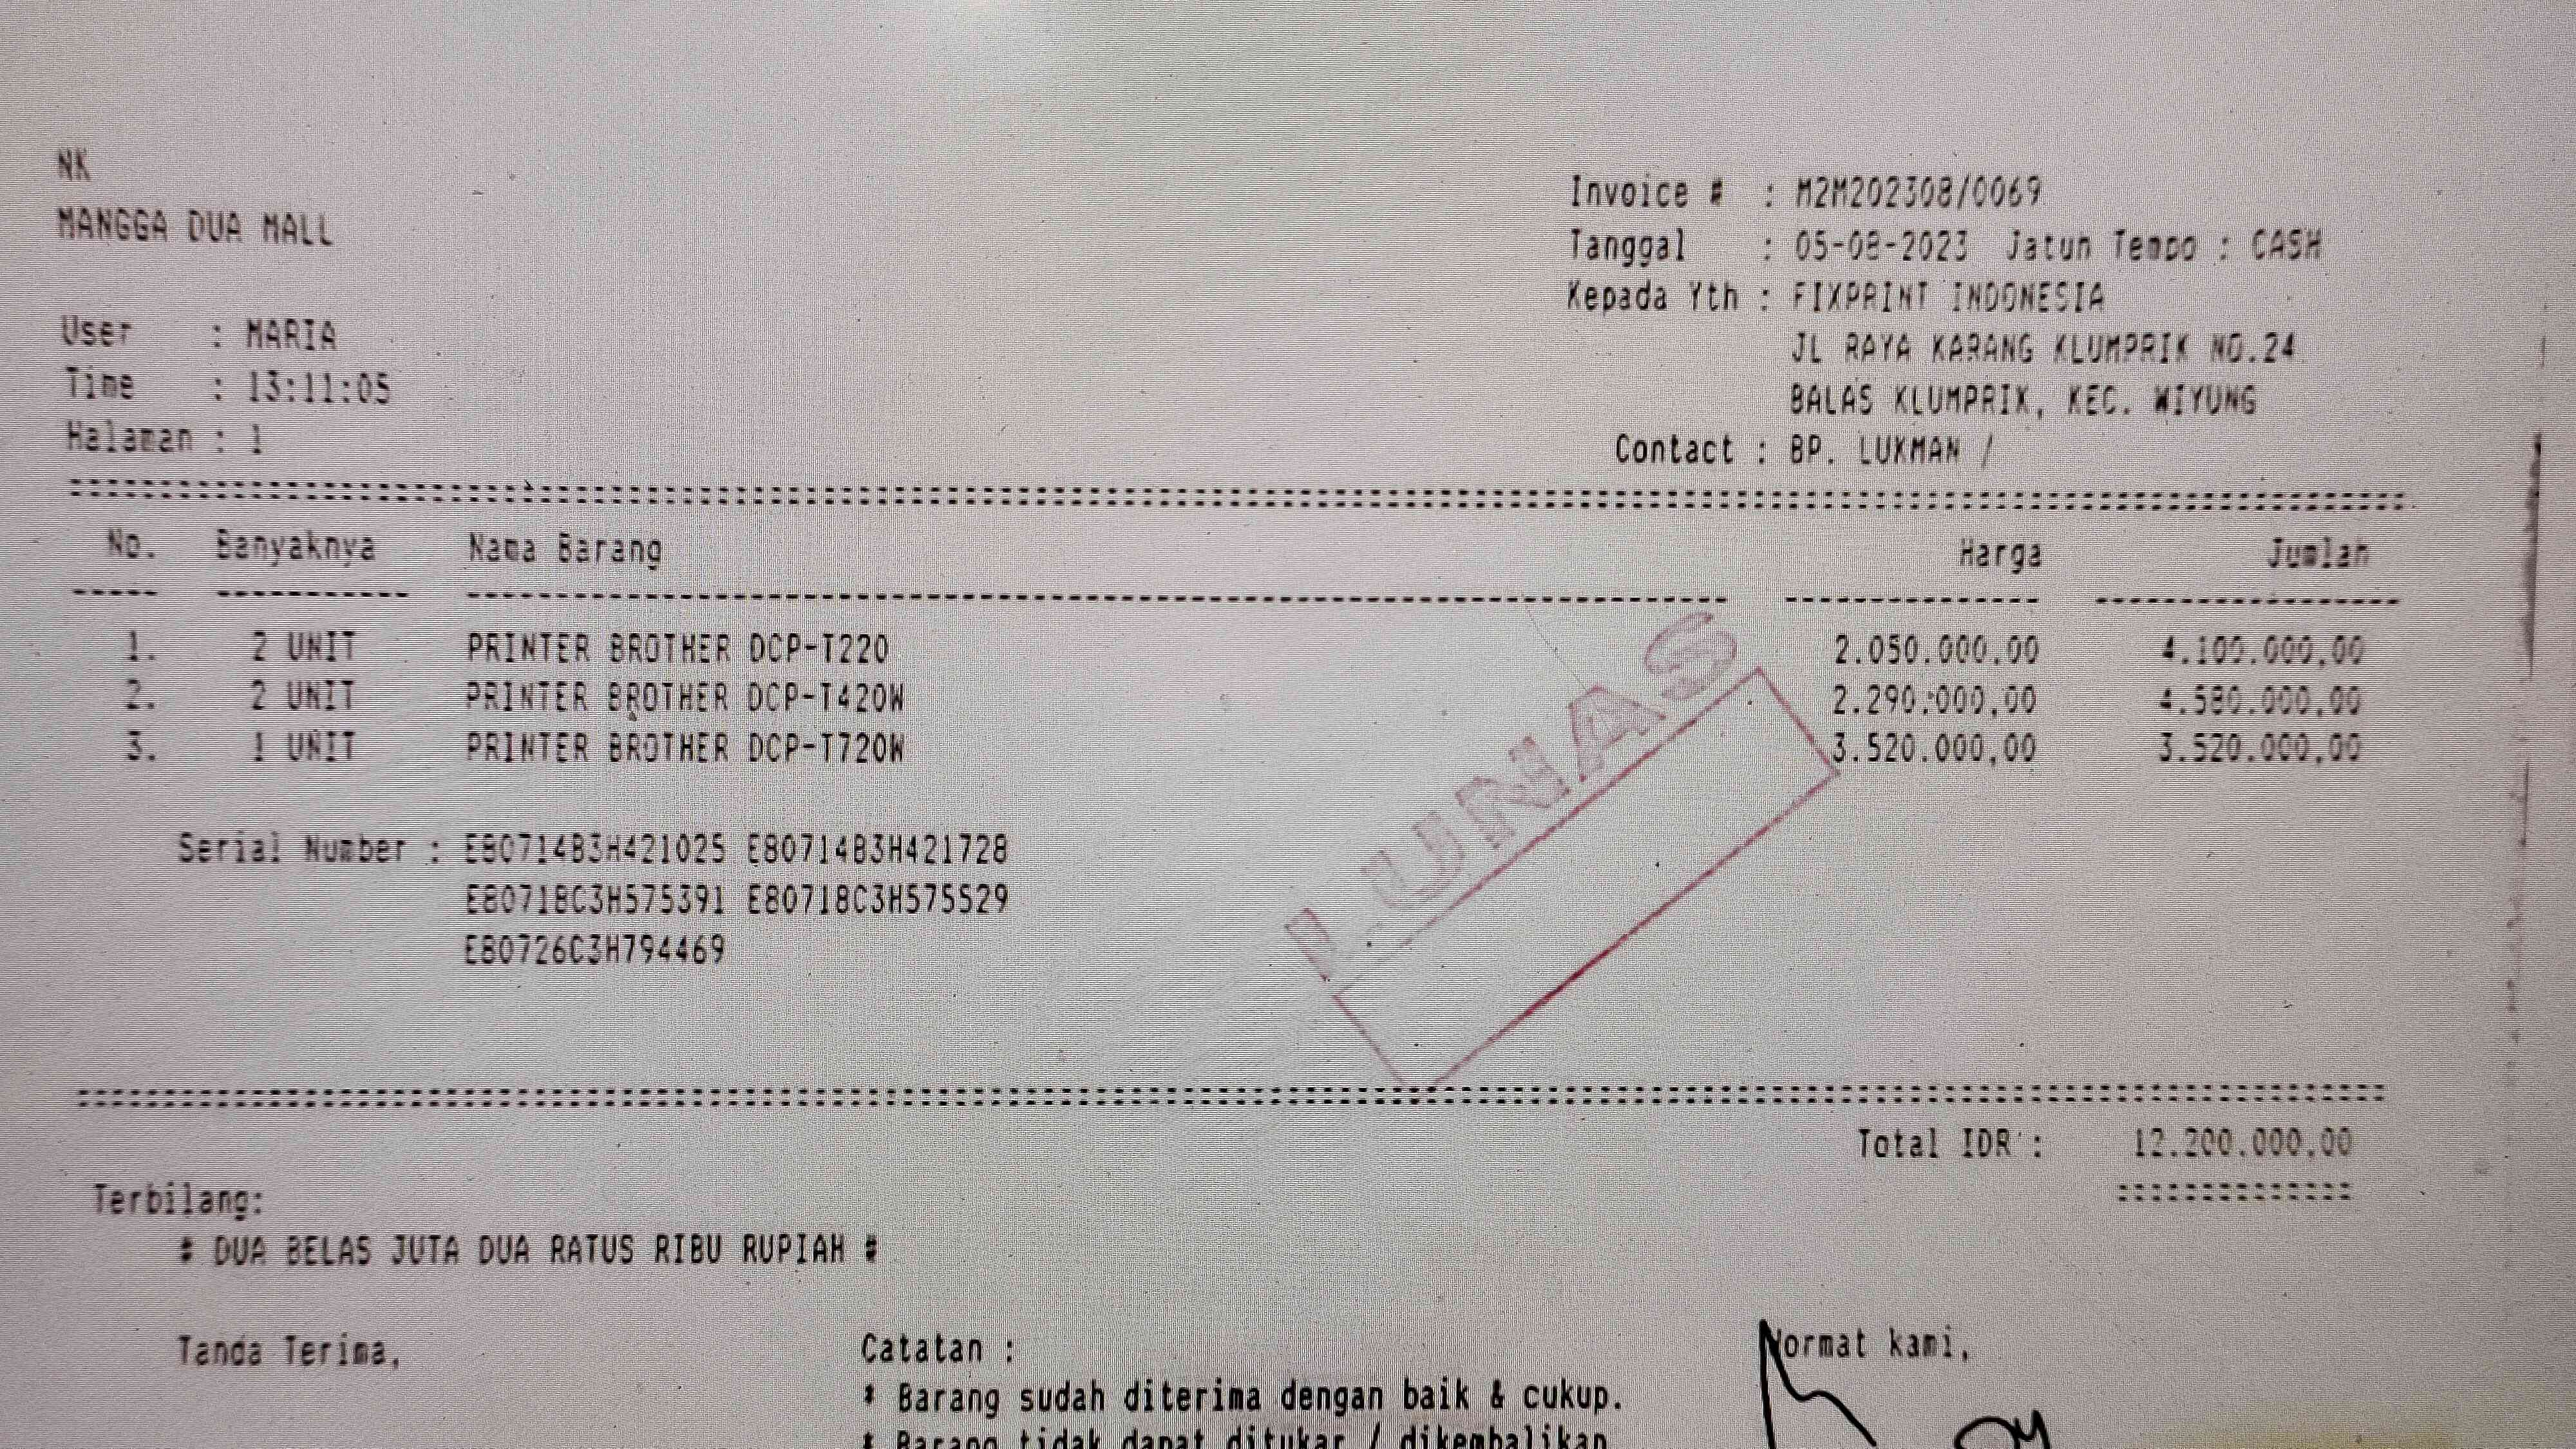 NK
MANGGA DUA MALL
User : MARIA
Time : 13:11:05
Halaman : 1
Invoice # : M2M202308/0069
Tanggal : 05-08-2023 Jatuh Tempo : CASH
Kepada Yth : FIXPRINT INDONESIA
JL RAYA KARANG KLUMPRIK NO.24
BALAS KLUMPRIK, KEC. WIYUNG
Contact : BP. LUKMAN /
No. Banyaknya Nama Barang Harga Jumlah
1. 2 UNIT PRINTER BROTHER DCP-T220 2.050.000,00 4.100.000,00
2. 2 UNIT PRINTER BROTHER DCP-T420W 2.290.000,00 4.580.000,00
3. 1 UNIT PRINTER BROTHER DCP-T720W 3.520.000,00 3.520.000,00
LUNAS
Serial Number : E80714B3H421025 E80714B3H421728
E80718C3H575391 E80718C3H575529
E80726C3H794469
Total IDR : 12.200.000,00
Terbilang:
# DUA BELAS JUTA DUA RATUS RIBU RUPIAH #
Tanda Terima,
Catatan :
* Barang sudah diterima dengan baik & cukup.
* Barang tidak dapat ditukar / dikembalikan
Hormat kami,